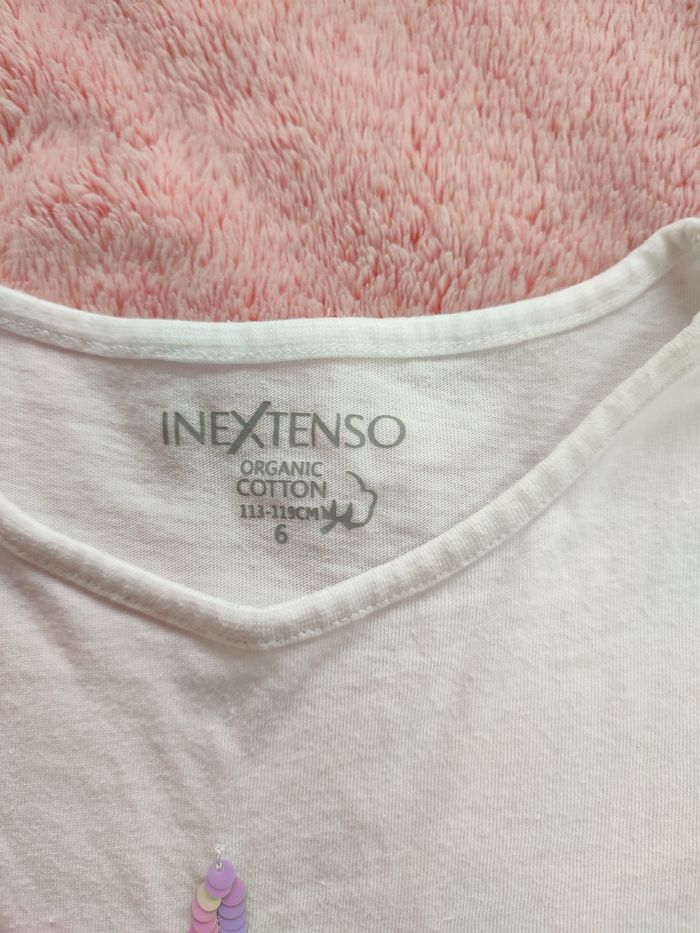 INEXTENSO
ORGANIC
COTTON
113-119CM
6